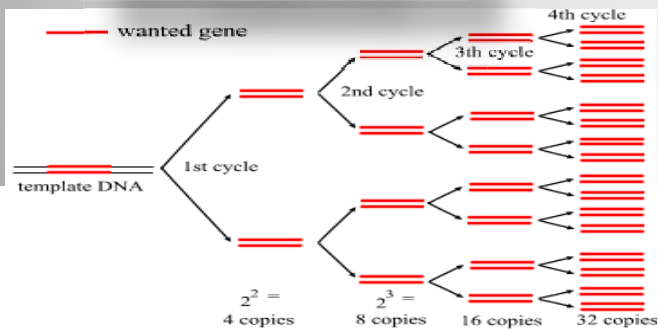 4th cycle
wanted gene
3th cycle
2nd cycle
1st cycle
template DNA
2² =
4 copies
2³ =
8 copies
16 copies
32 copies